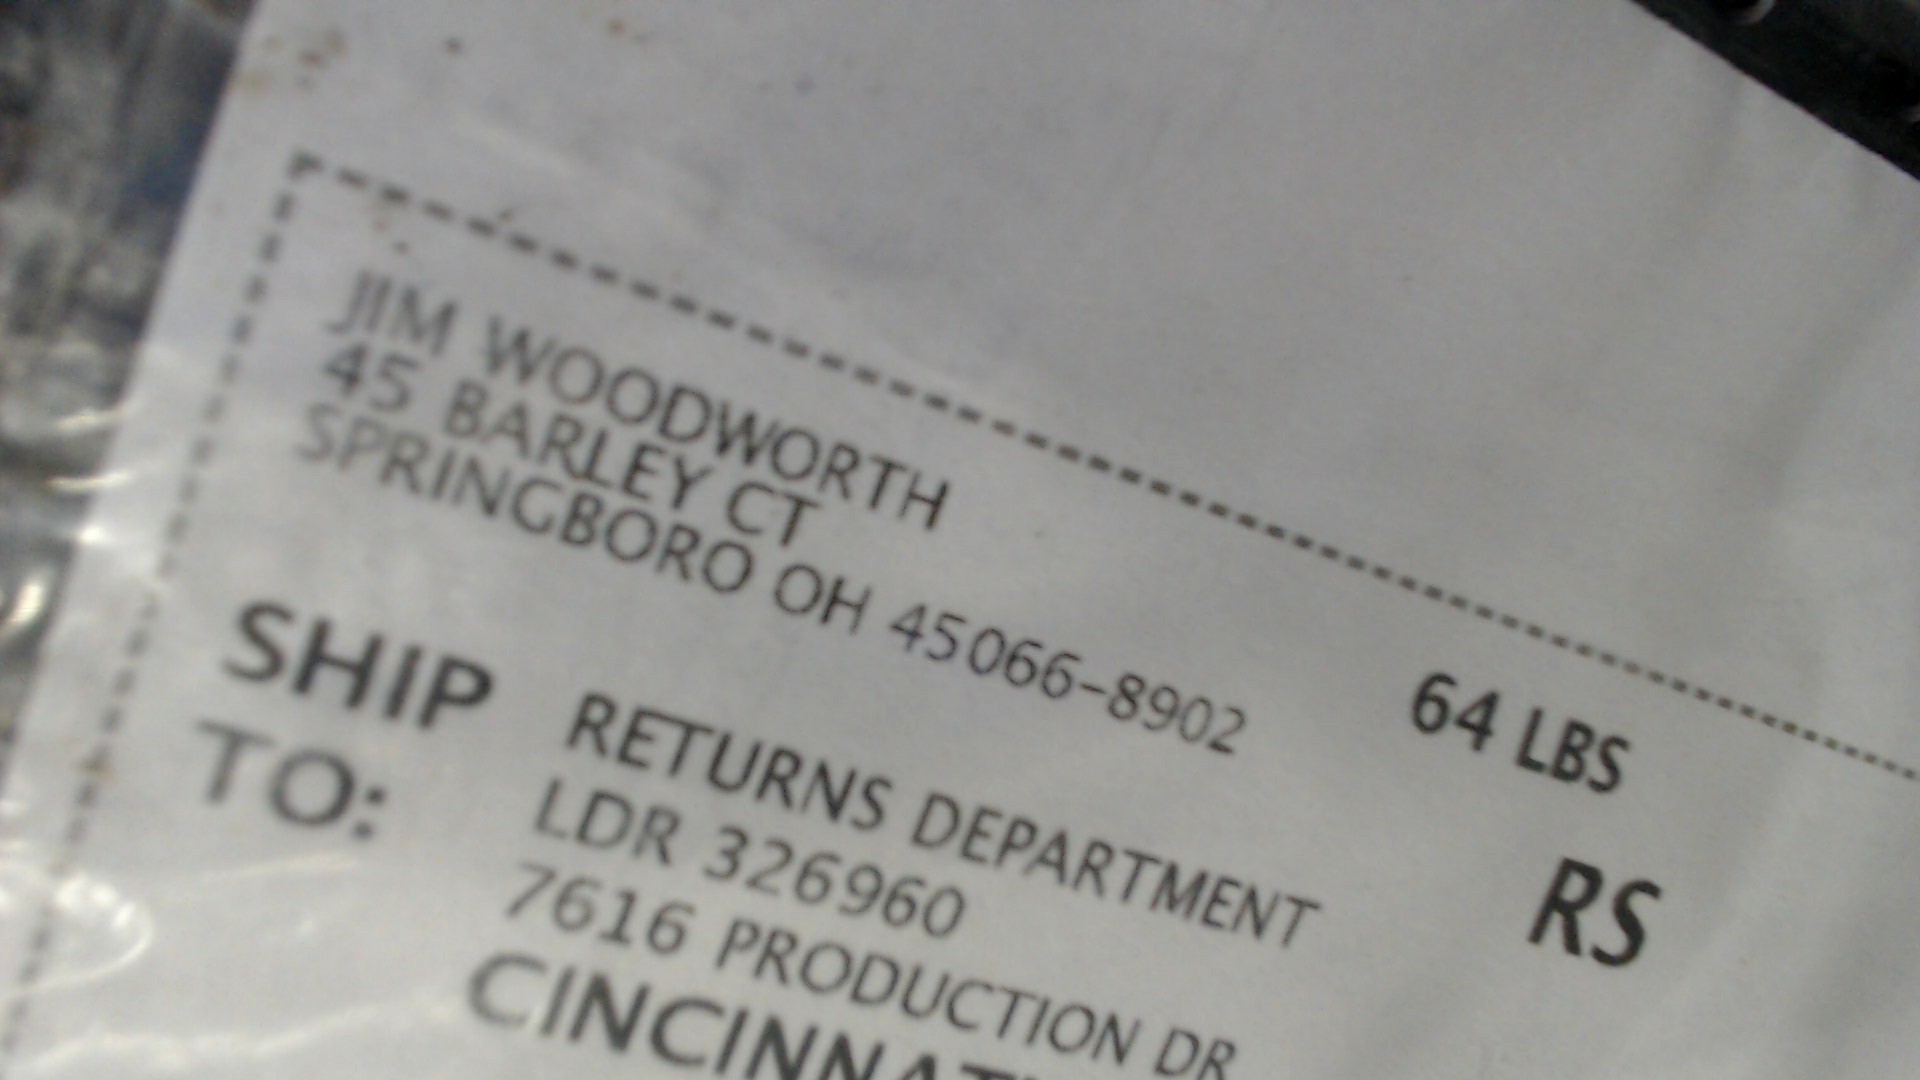 JIM WOODWORTH
45 BARLEY CT
SPRINGBORO OH 45066-8902
64 LBS
RS
SHIP
TO:
RETURNS DEPARTMENT
LDR 326960
7616 PRODUCTION DR